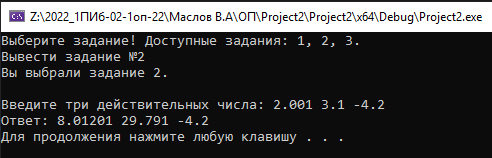 Z:\2022_1ПИ6-02-1оп-22\Маслов В.А\ОП\Project2\Project2\x64\Debug\Project2.exe
Выберите задание! Доступные задания: 1, 2, 3.
Вывести задание №2
Вы выбрали задание 2.
Введите три действительных числа: 2.001 3.1 -4.2
Ответ: 8.01201 29.791 -4.2
Для продолжения нажмите любую клавишу . . .